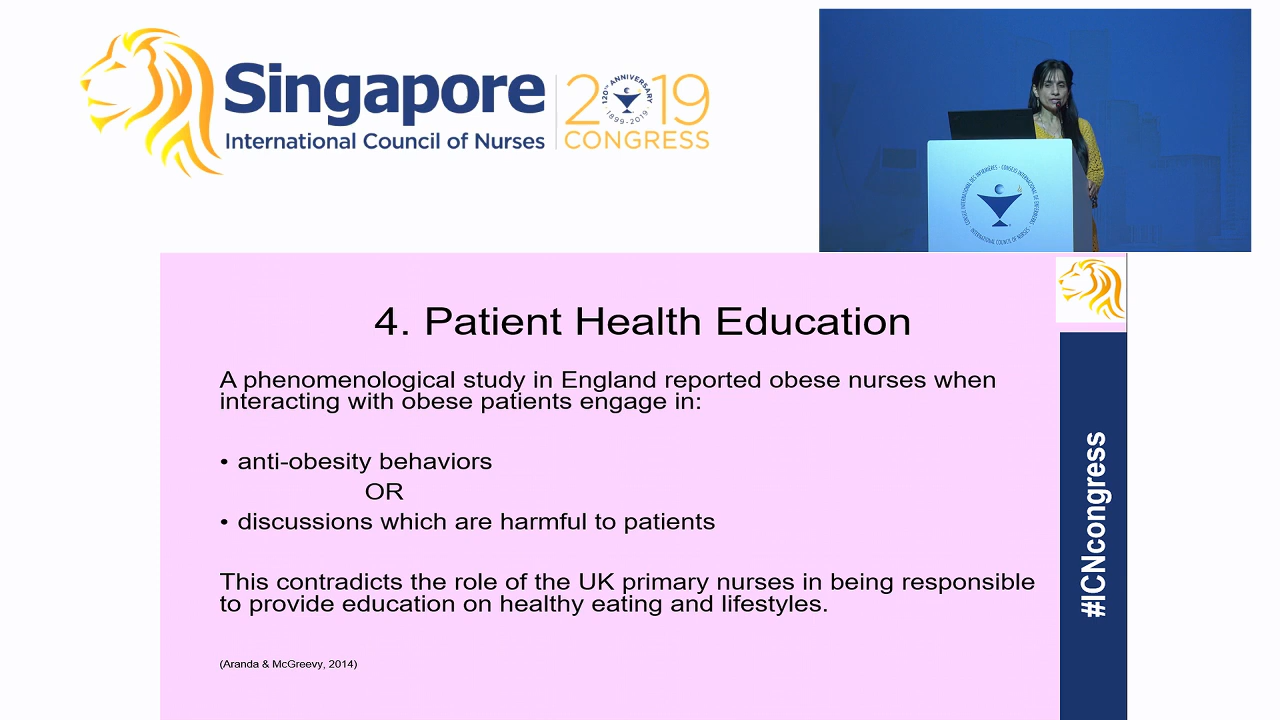 Singapore
International Council of Nurses
2019
120TH ANNIVERSARY
1899-2019
CONGRESS
4. Patient Health Education
A phenomenological study in England reported obese nurses when
interacting with obese patients engage in:
• anti-obesity behaviors
OR
• discussions which are harmful to patients
This contradicts the role of the UK primary nurses in being responsible
to provide education on healthy eating and lifestyles.
(Aranda & McGreevy, 2014)
#ICNcongress